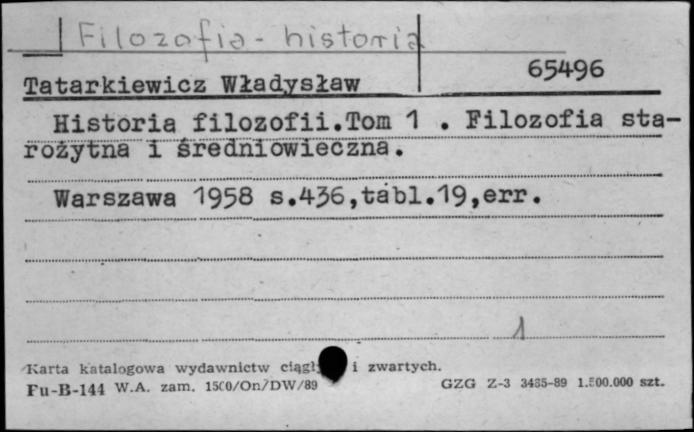 Filozofia - historia
65496
Tatarkiewicz Władysław
Historia filozofii.Tom 1 . Filozofia sta-
rożytna i średniowieczna.
Warszawa 1958 s.436,tabl.19,err.
1
Karta katalogowa wydawnictw i zwartych.
Fu-B-144 W.A. zam. 1500/On/DW/89 GZG Z-3 3435-89 1.500.000 szt.